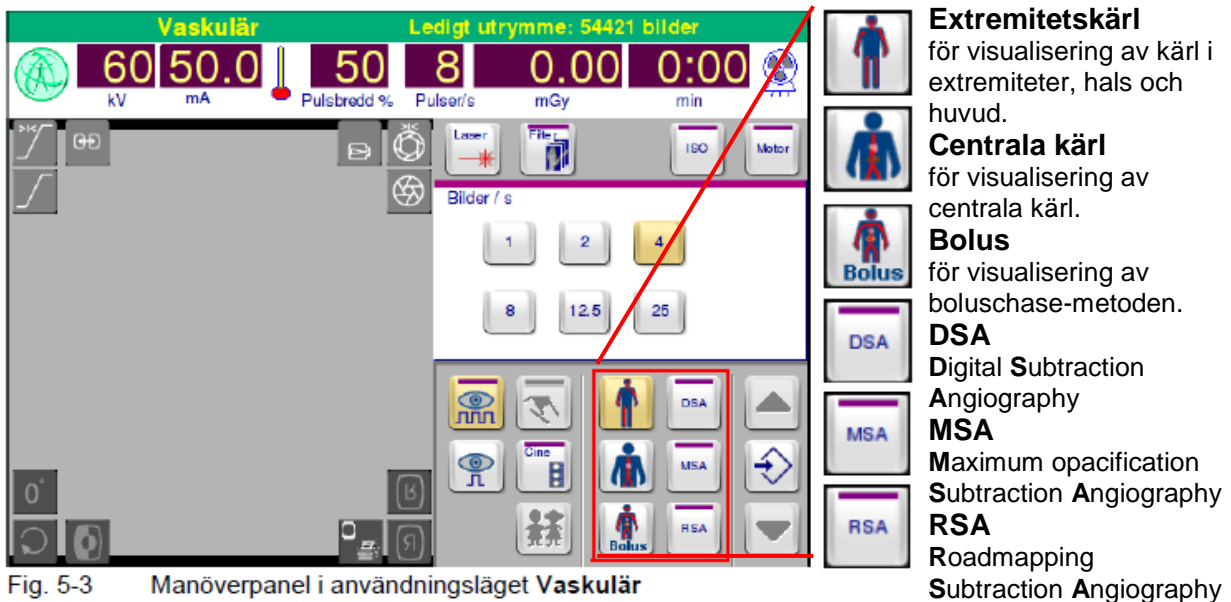 Vaskulär
Ledigt utrymme: 54421 bilder
60 50.0 50 8 0.00 0:00
kV mA Pulsbredd % Pulser/s mGy min
Laser Filter ISO Motor
Bilder / s
1 2 4
8 12.5 25
DSA
Cine MSA
Bolus RSA
0°
R
R
Fig. 5-3 Manöverpanel i användningsläget Vaskulär
Extremitetskärl
för visualisering av kärl i
extremiteter, hals och
huvud.
Centrala kärl
för visualisering av
centrala kärl.
Bolus
Bolus
för visualisering av
boluschase-metoden.
DSA
DSA
Digital Subtraction
Angiography
MSA
MSA
Maximum opacification
Subtraction Angiography
RSA
RSA
Roadmapping
Subtraction Angiography